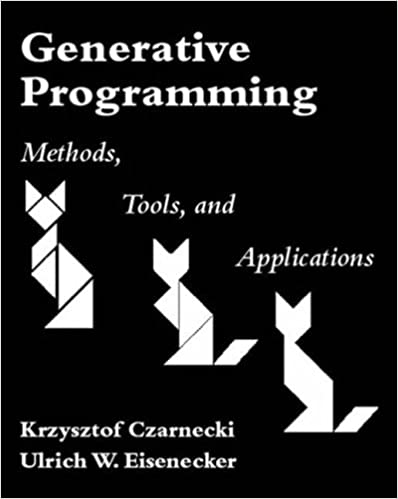 Generative
Programming
Methods,
Tools, and
Applications
Krzysztof Czarnecki
Ulrich W. Eisenecker